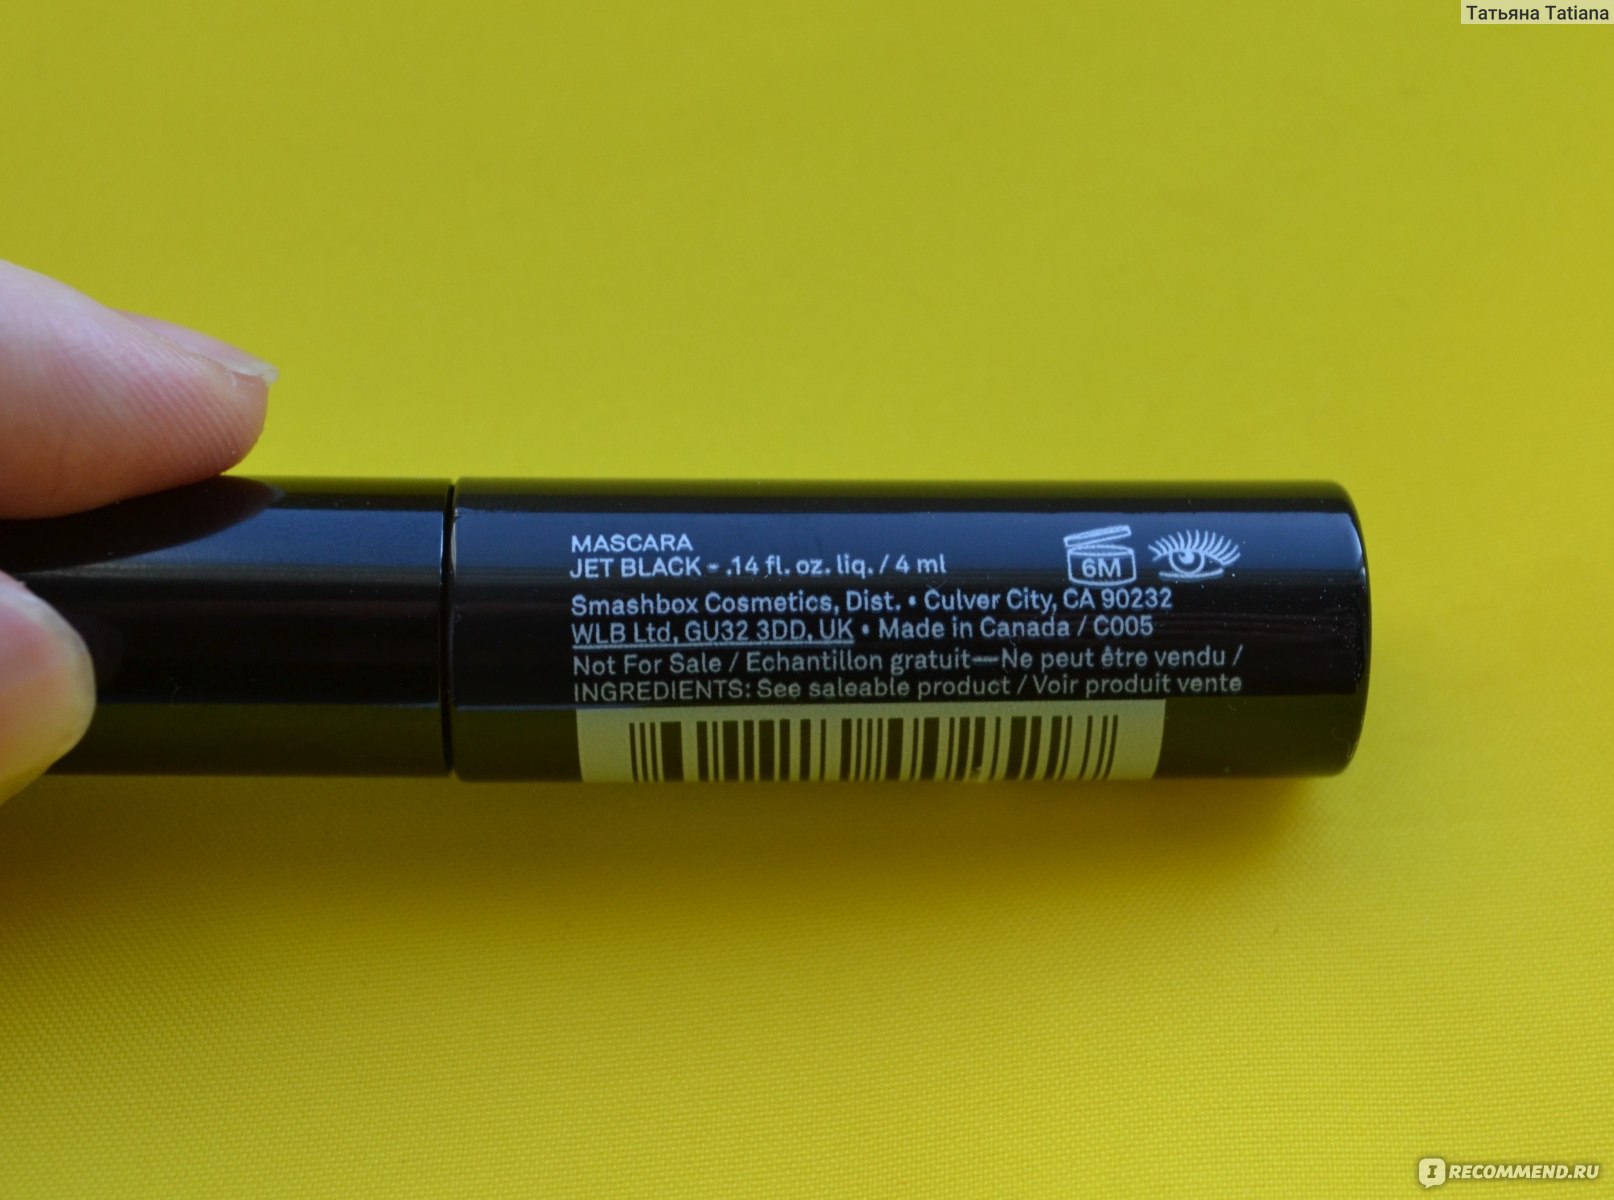 Татьяна Tatiana
MASCARA
JET BLACK - .14 fl. oz. liq. / 4 ml
6M
Smashbox Cosmetics, Dist. • Culver City, CA 90232
WLB Ltd, GU32 3DD, UK • Made in Canada / C005
Not For Sale / Echantillon gratuit—Ne peut être vendu /
INGREDIENTS: See saleable product / Voir produit vente
I RECOMMEND.RU